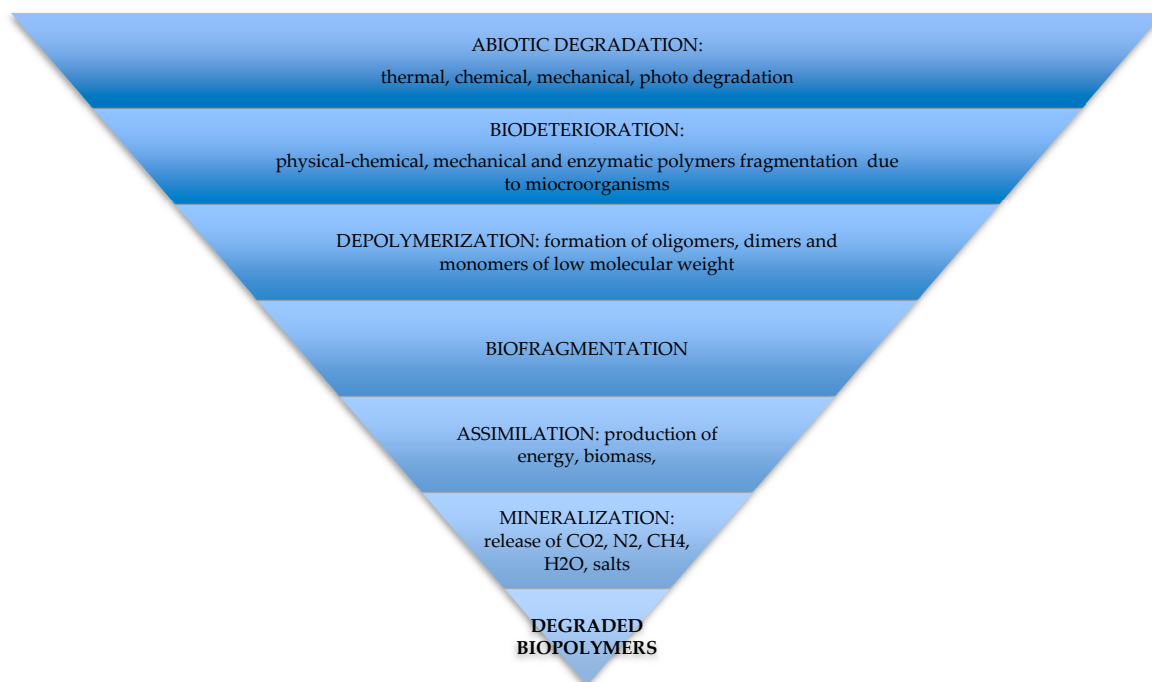 ABIOTIC DEGRADATION:
thermal, chemical, mechanical, photo degradation
BIODETERIORATION:
physical-chemical, mechanical and enzymatic polymers fragmentation due
to miocroorganisms
DEPOLYMERIZATION: formation of oligomers, dimers and
monomers of low molecular weight
BIOFRAGMENTATION
ASSIMILATION: production of
energy, biomass,
MINERALIZATION:
release of CO2, N2, CH4,
H2O, salts
DEGRADED
BIOPOLYMERS